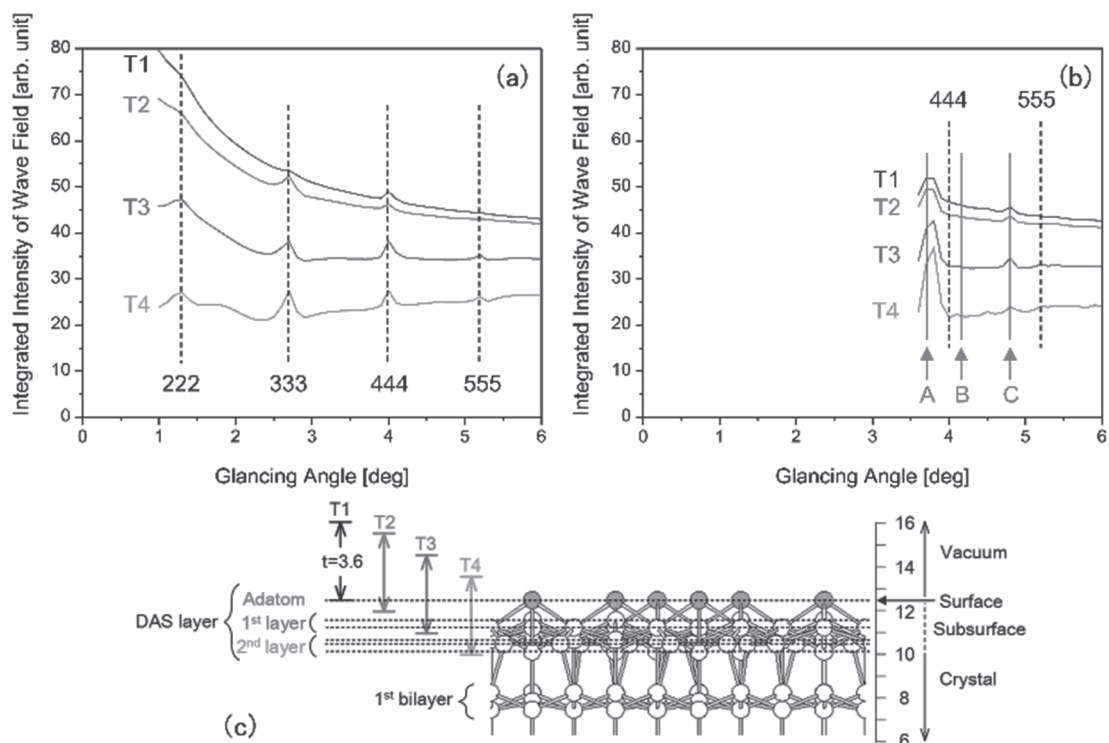 Integrated Intensity of Wave Field [arb. unit]
80
70
60
50
40
30
20
10
0
T1
T2
T3
T4
(a)
222
333
444
555
0
1
2
3
4
5
6
Glancing Angle [deg]
Integrated Intensity of Wave Field [arb. unit]
80
70
60
50
40
30
20
10
0
(b)
444
555
T1
T2
T3
T4
A
B
C
0
1
2
3
4
5
6
Glancing Angle [deg]
T1
T2
T3
T4
t=3.6
DAS layer
Adatom
1st layer
2nd layer
1st bilayer
(c)
16
14
12
10
8
6
Vacuum
Surface
Subsurface
Crystal